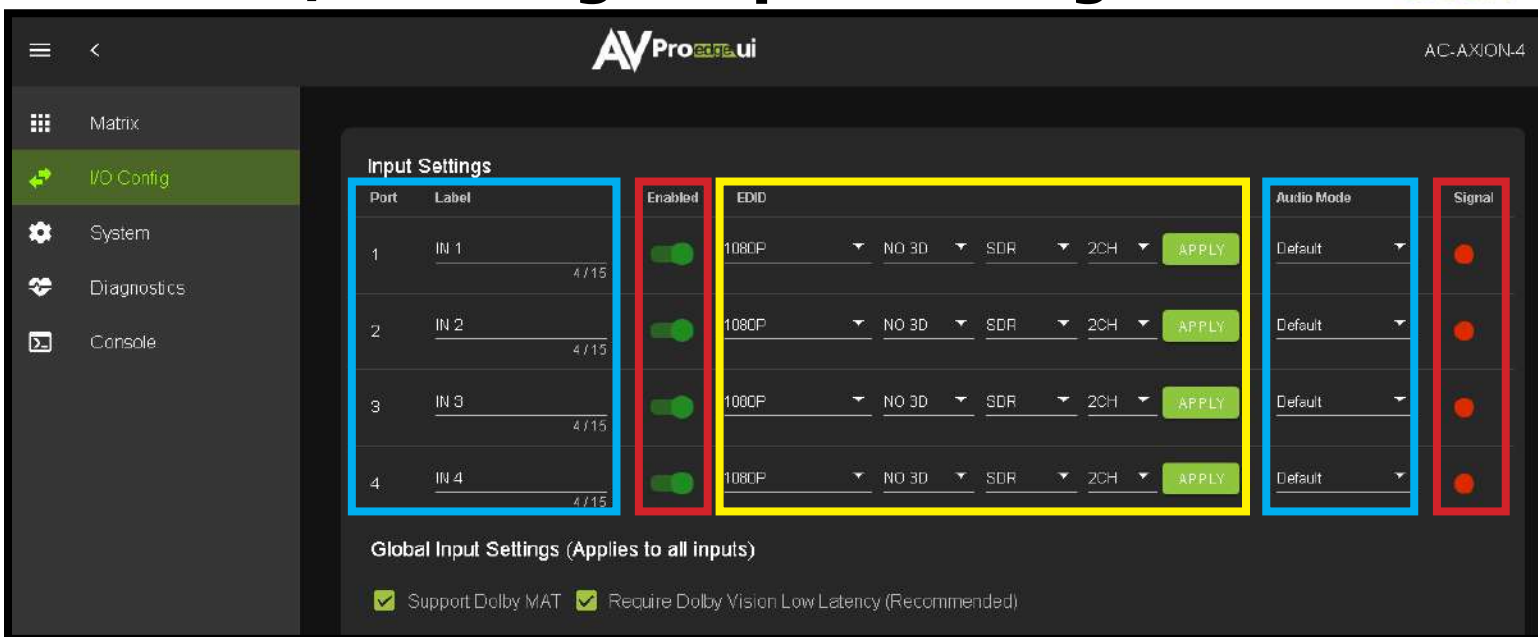 AVProedge.ui
AC-AXION-4
Matrix
I/O Config
System
Diagnostics
Console
Input Settings
Port Label Enabled EDID Audio Mode Signal
1 IN 1 1080P NO 3D SDR 2CH APPLY Default
4 / 15
2 IN 2 1080P NO 3D SDR 2CH APPLY Default
4 / 15
3 IN 3 1080P NO 3D SDR 2CH APPLY Default
4 / 15
4 IN 4 1080P NO 3D SDR 2CH APPLY Default
4 / 15
Global Input Settings (Applies to all inputs)
Support Dolby MAT Require Dolby Vision Low Latency (Recommended)